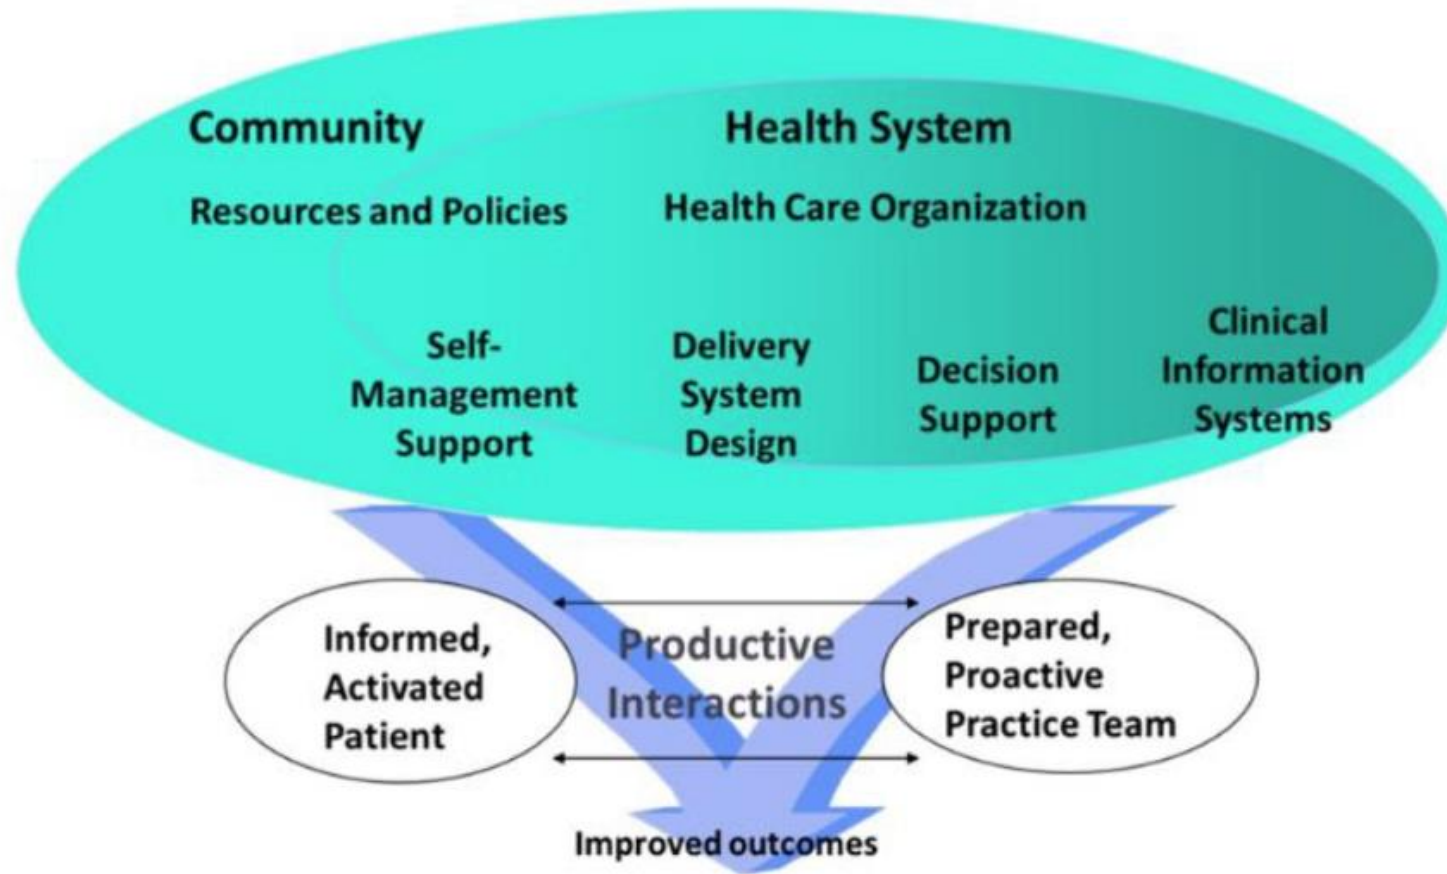 Community
Health System
Resources and Policies
Health Care Organization
Self-
Management
Support
Delivery
System
Design
Decision
Support
Clinical
Information
Systems
Informed,
Activated
Patient
Productive
Interactions
Prepared,
Proactive
Practice Team
Improved outcomes